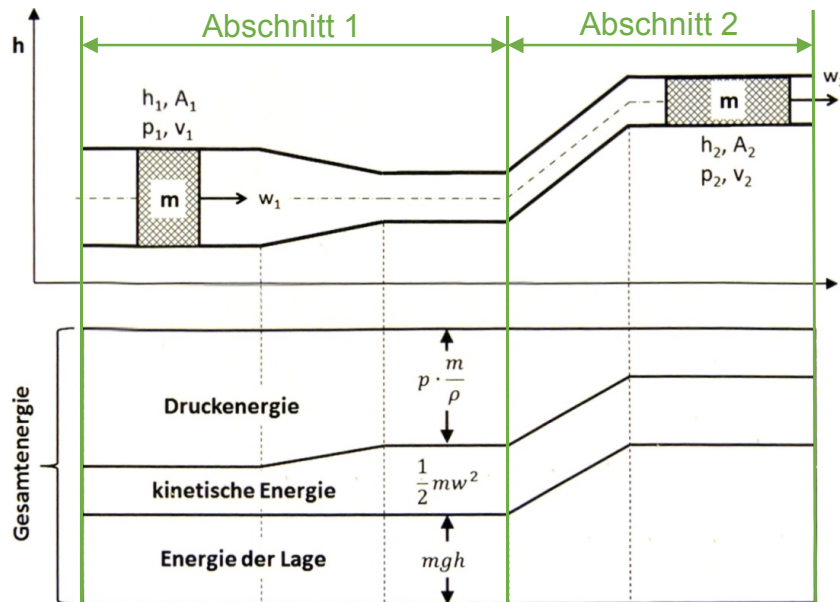 Abschnitt 1
Abschnitt 2
h
h₁, A₁
p₁, v₁
m
w₁
m
w
h₂, A₂
p₂, v₂
Gesamtenergie
Druckenergie
p · m/ρ
kinetische Energie
1/2 mw²
Energie der Lage
mgh